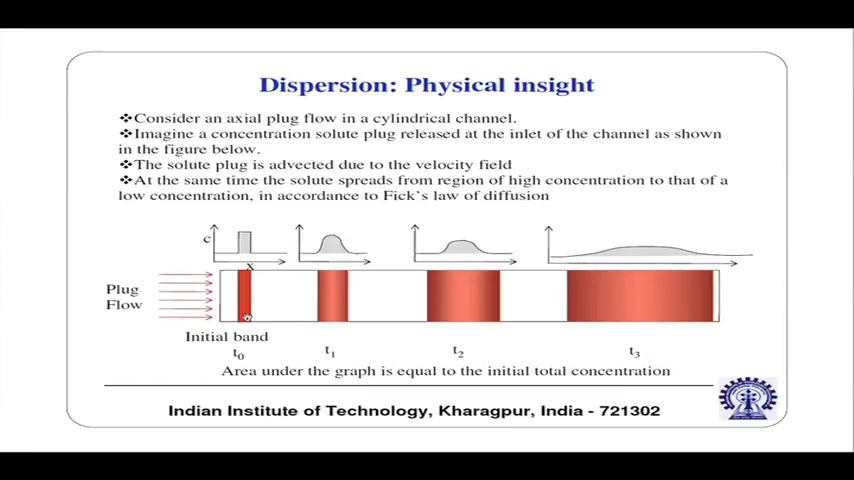 Dispersion: Physical insight
❖Consider an axial plug flow in a cylindrical channel.
❖Imagine a concentration solute plug released at the inlet of the channel as shown
in the figure below.
❖The solute plug is advected due to the velocity field
❖At the same time the solute spreads from region of high concentration to that of a
low concentration, in accordance to Fick's law of diffusion
c
x
Plug
Flow
Initial band
t0 t1 t2 t3
Area under the graph is equal to the initial total concentration
Indian Institute of Technology, Kharagpur, India - 721302